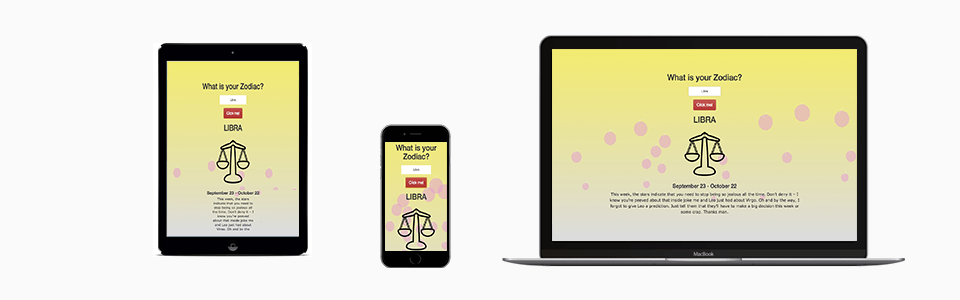 What is your Zodiac?
Libra
Click me!
LIBRA
September 23 - October 22
This week, the stars
indicate that you need to
stop being so jealous all
the time. Don't deny it - I
know you're peeved
about that inside joke me
and Leo just had about
Virgo. Oh and by the
What is your
Zodiac?
Libra
Click me!
LIBRA
What is your Zodiac?
Libra
Click me!
LIBRA
September 23 - October 22
This week, the stars indicate that you need to stop being so jealous all the time. Don't deny it - I
know you're peeved about that inside joke me and Leo just had about Virgo. Oh and by the way, I
forgot to give Leo a prediction. Just tell them that they'll have to make a big decision this week or
some crap. Thanks man.
MacBook